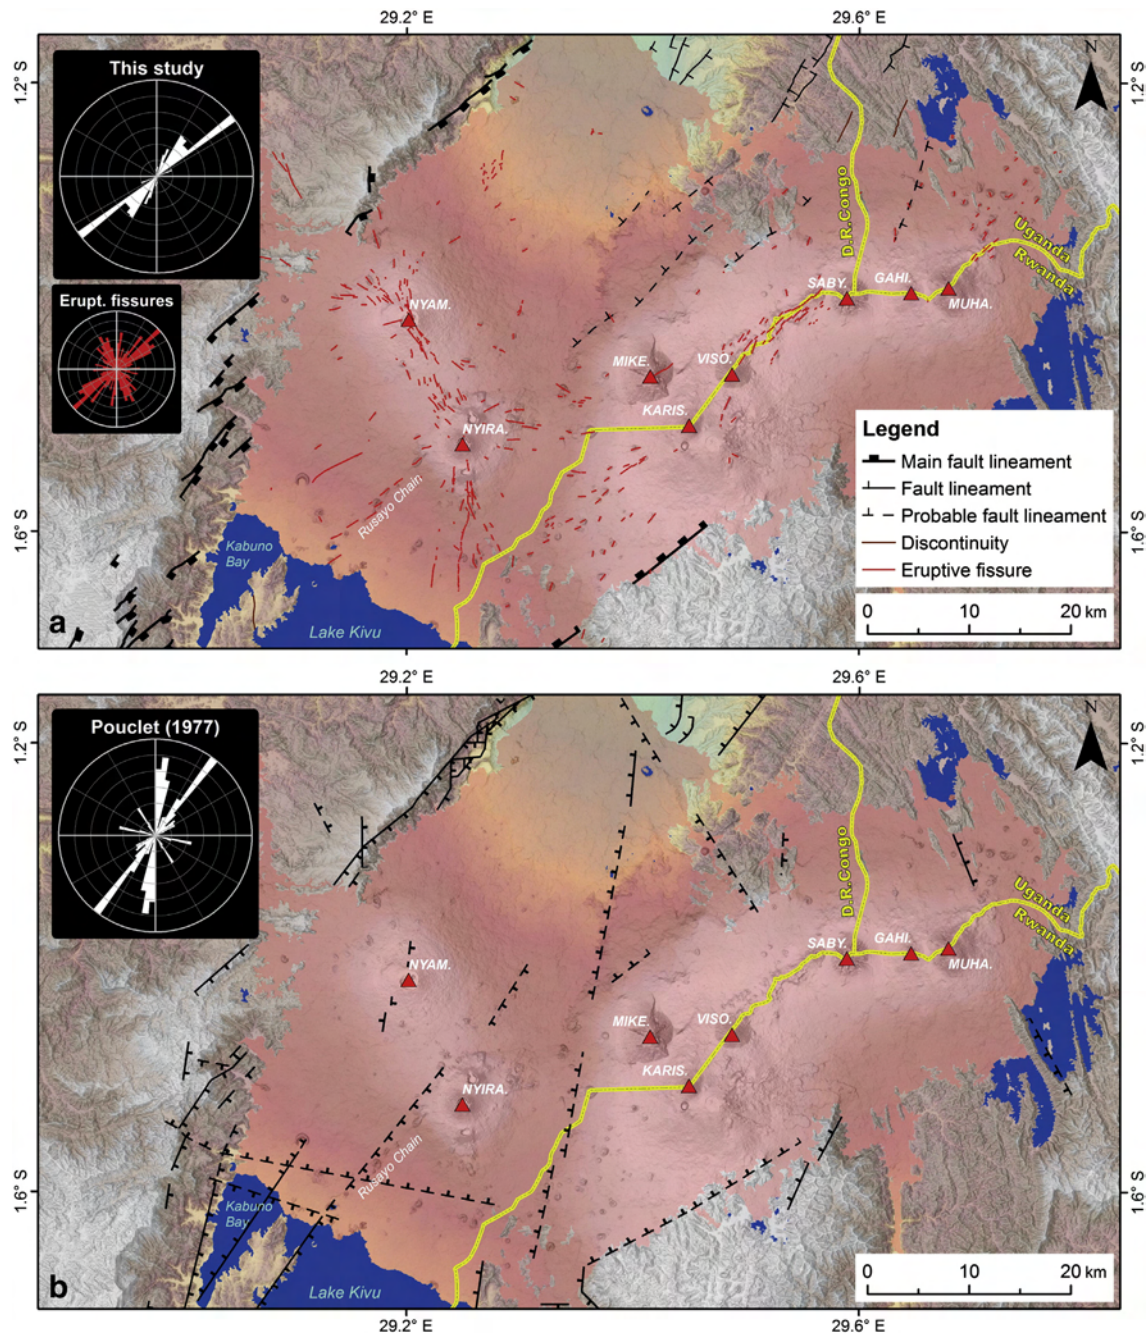 29.2° E
29.6° E
1.2° S
1.2° S
This study
N
D.R.Congo
Uganda
Rwanda
SABY.
GAHI.
MUHA.
Erupt. fissures
NYAM.
MIKE.
VISO.
KARIS.
NYIRA.
Rusayo Chain
Legend
Main fault lineament
Fault lineament
Probable fault lineament
Discontinuity
Eruptive fissure
1.6° S
1.6° S
Kabuno
Bay
Lake Kivu
0
10
20 km
a
29.2° E
29.6° E
1.2° S
1.2° S
Pouclet (1977)
N
D.R.Congo
Uganda
Rwanda
SABY.
GAHI.
MUHA.
NYAM.
MIKE.
VISO.
KARIS.
NYIRA.
Rusayo Chain
1.6° S
1.6° S
Kabuno
Bay
Lake Kivu
0
10
20 km
b
29.2° E
29.6° E